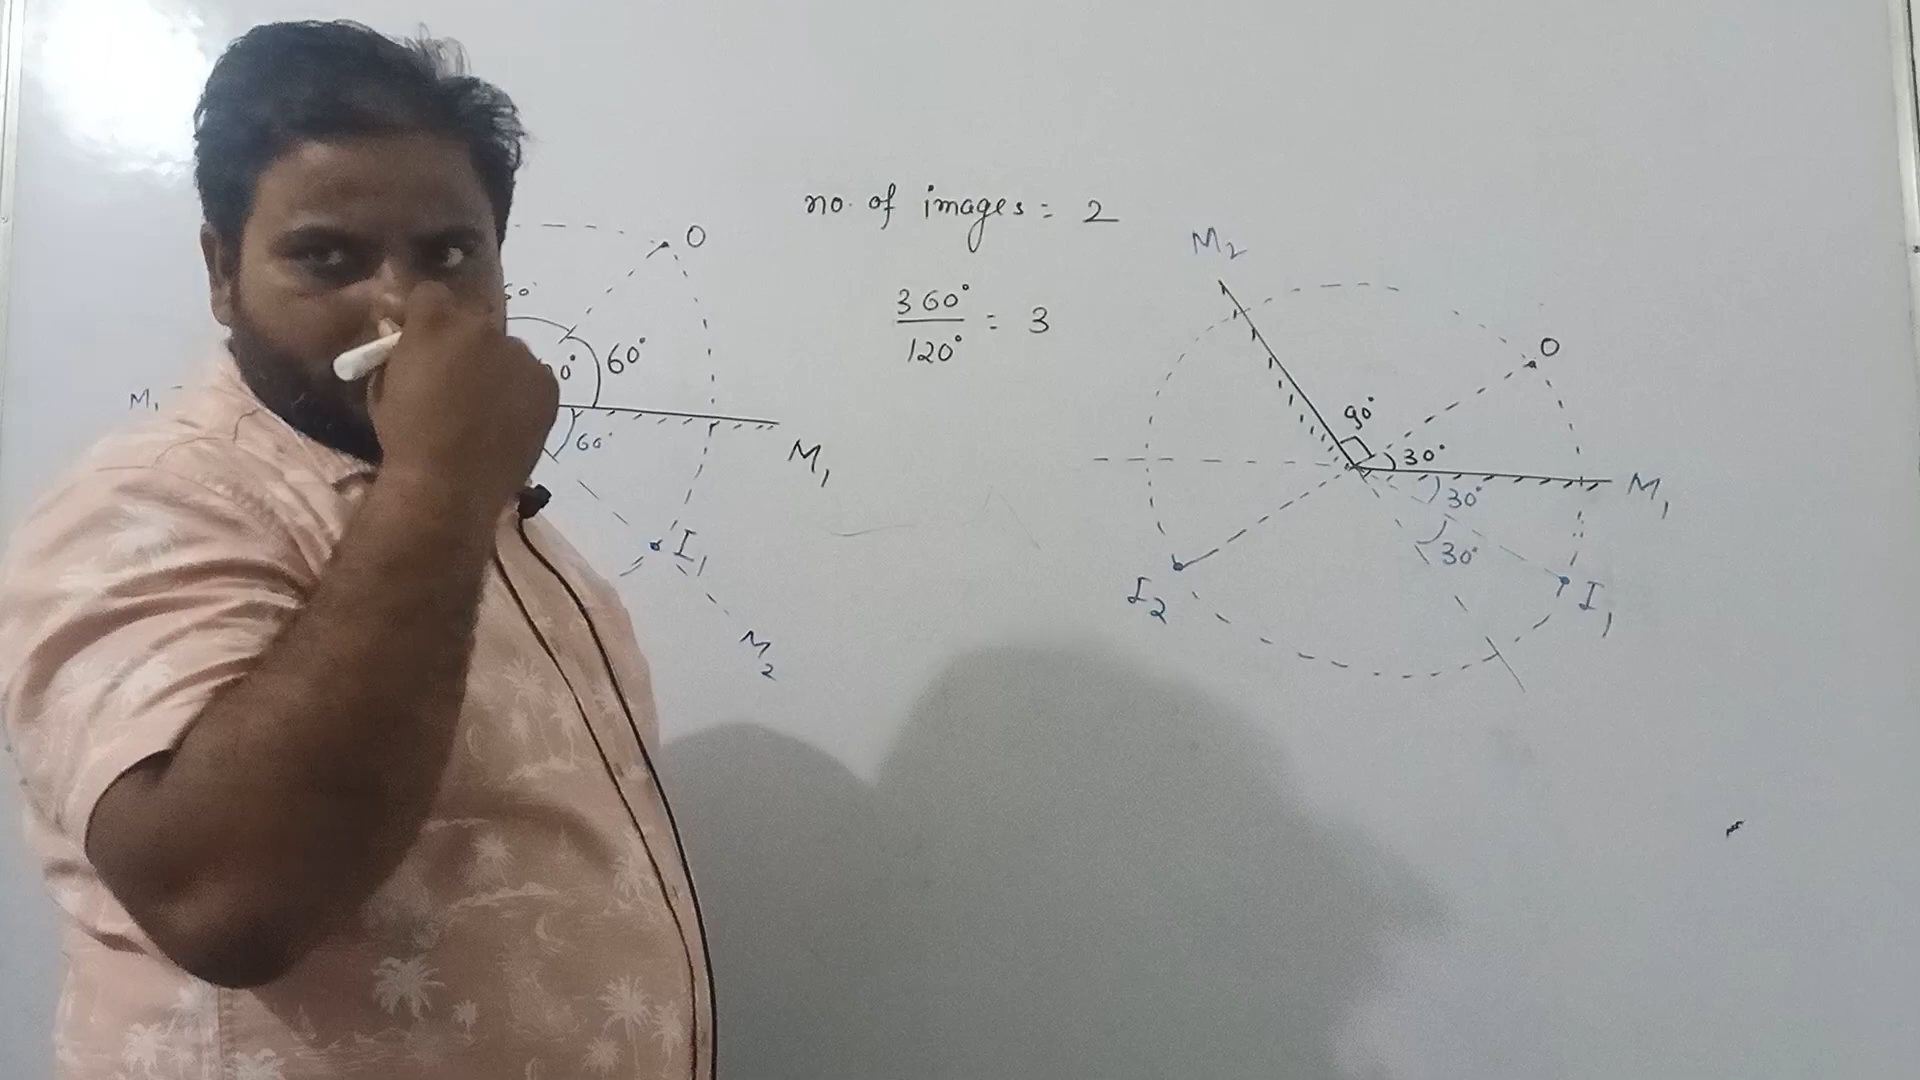 no. of images = 2
360°
120°
= 3
O
60°
60°
M₁
M₁
I₁
M₂
M₂
O
90°
30°
M₁
30°
30°
I₂
I₁